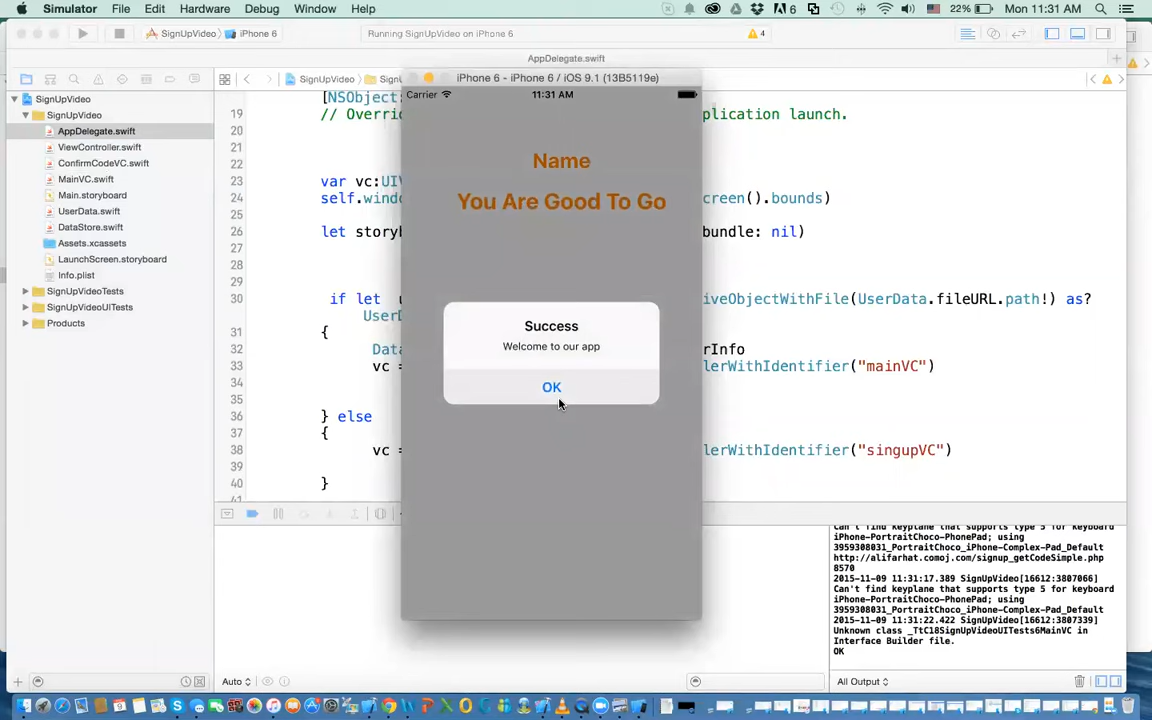 Simulator File Edit Hardware Debug Window Help 6 22% Mon 11:31 AM
SignUpVideo iPhone 6 Running SignUpVideo on iPhone 6 4
AppDelegate.swift
iPhone 6 - iPhone 6 / iOS 9.1 (13B5119e)
SignUpVideo
Carrier 11:31 AM
SignUpVideo
SignUpVideo
AppDelegate.swift
ViewController.swift
ConfirmCodeVC.swift
MainVC.swift
Main.storyboard
UserData.swift
DataStore.swift
Assets.xcassets
LaunchScreen.storyboard
Info.plist
SignUpVideoTests
SignUpVideoUITests
Products
[NSObject:
19 // Overri plication launch.
20
21
22
23 var vc:UI
24 self.wind creen().bounds)
25
26 let story bundle: nil)
27
28
29
30 if let iveObjectWithFile(UserData.fileURL.path!) as?
User
31 {
32 Data rInfo
33 vc = lerWithIdentifier("mainVC")
34
35
36 } else
37 {
38 vc = lerWithIdentifier("singupVC")
39
40 }
41
Name
You Are Good To Go
Success
Welcome to our app
OK
Can't find keyplane that supports type 5 for keyboard
iPhone-PortraitChoco-PhonePad; using
3959308031_PortraitChoco_iPhone-Complex-Pad_Default
http://alifarhat.comoj.com/signup_getCodeSimple.php
8570
2015-11-09 11:31:17.389 SignUpVideo[16612:3807066]
Can't find keyplane that supports type 5 for keyboard
iPhone-PortraitChoco-PhonePad; using
3959308031_PortraitChoco_iPhone-Complex-Pad_Default
2015-11-09 11:31:22.422 SignUpVideo[16612:3807339]
Unknown class _TtC18SignUpVideoUITests6MainVC in
Interface Builder file.
OK
Auto All Output